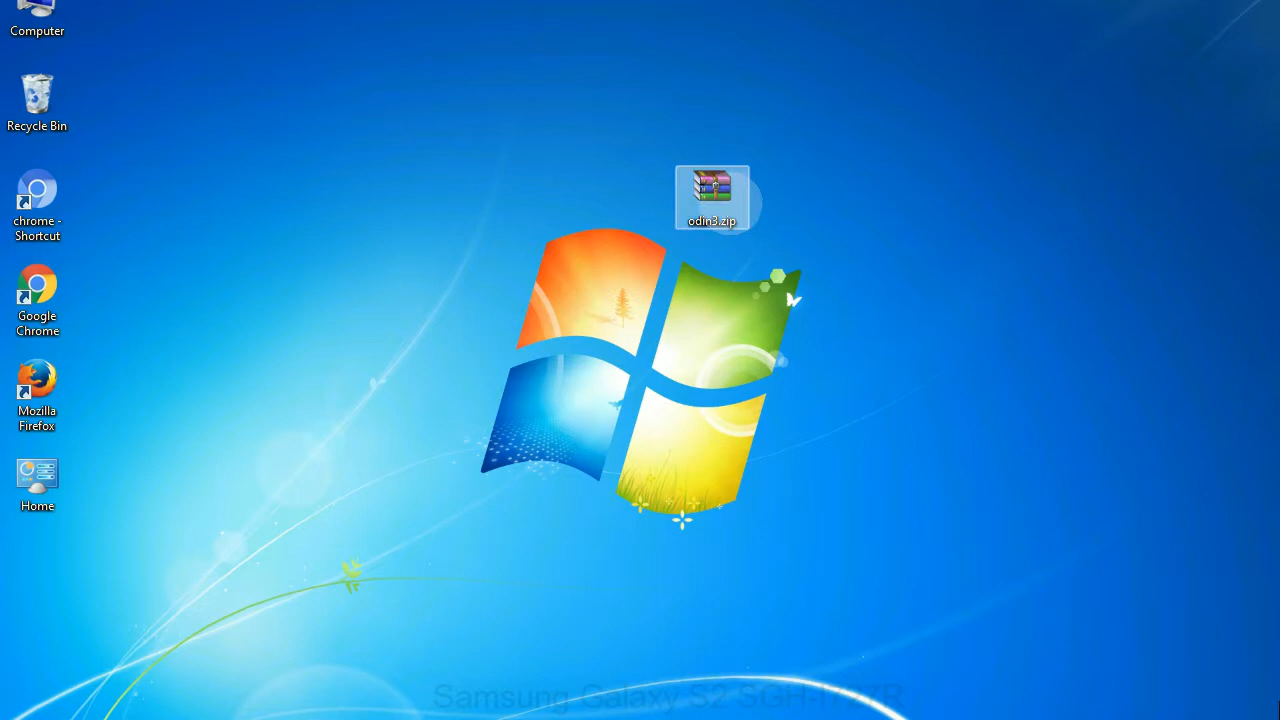 Computer
Recycle Bin
chrome -
Shortcut
Google
Chrome
Mozilla
Firefox
Home
odin3.zip
Samsung Galaxy S2 SGH-I727R